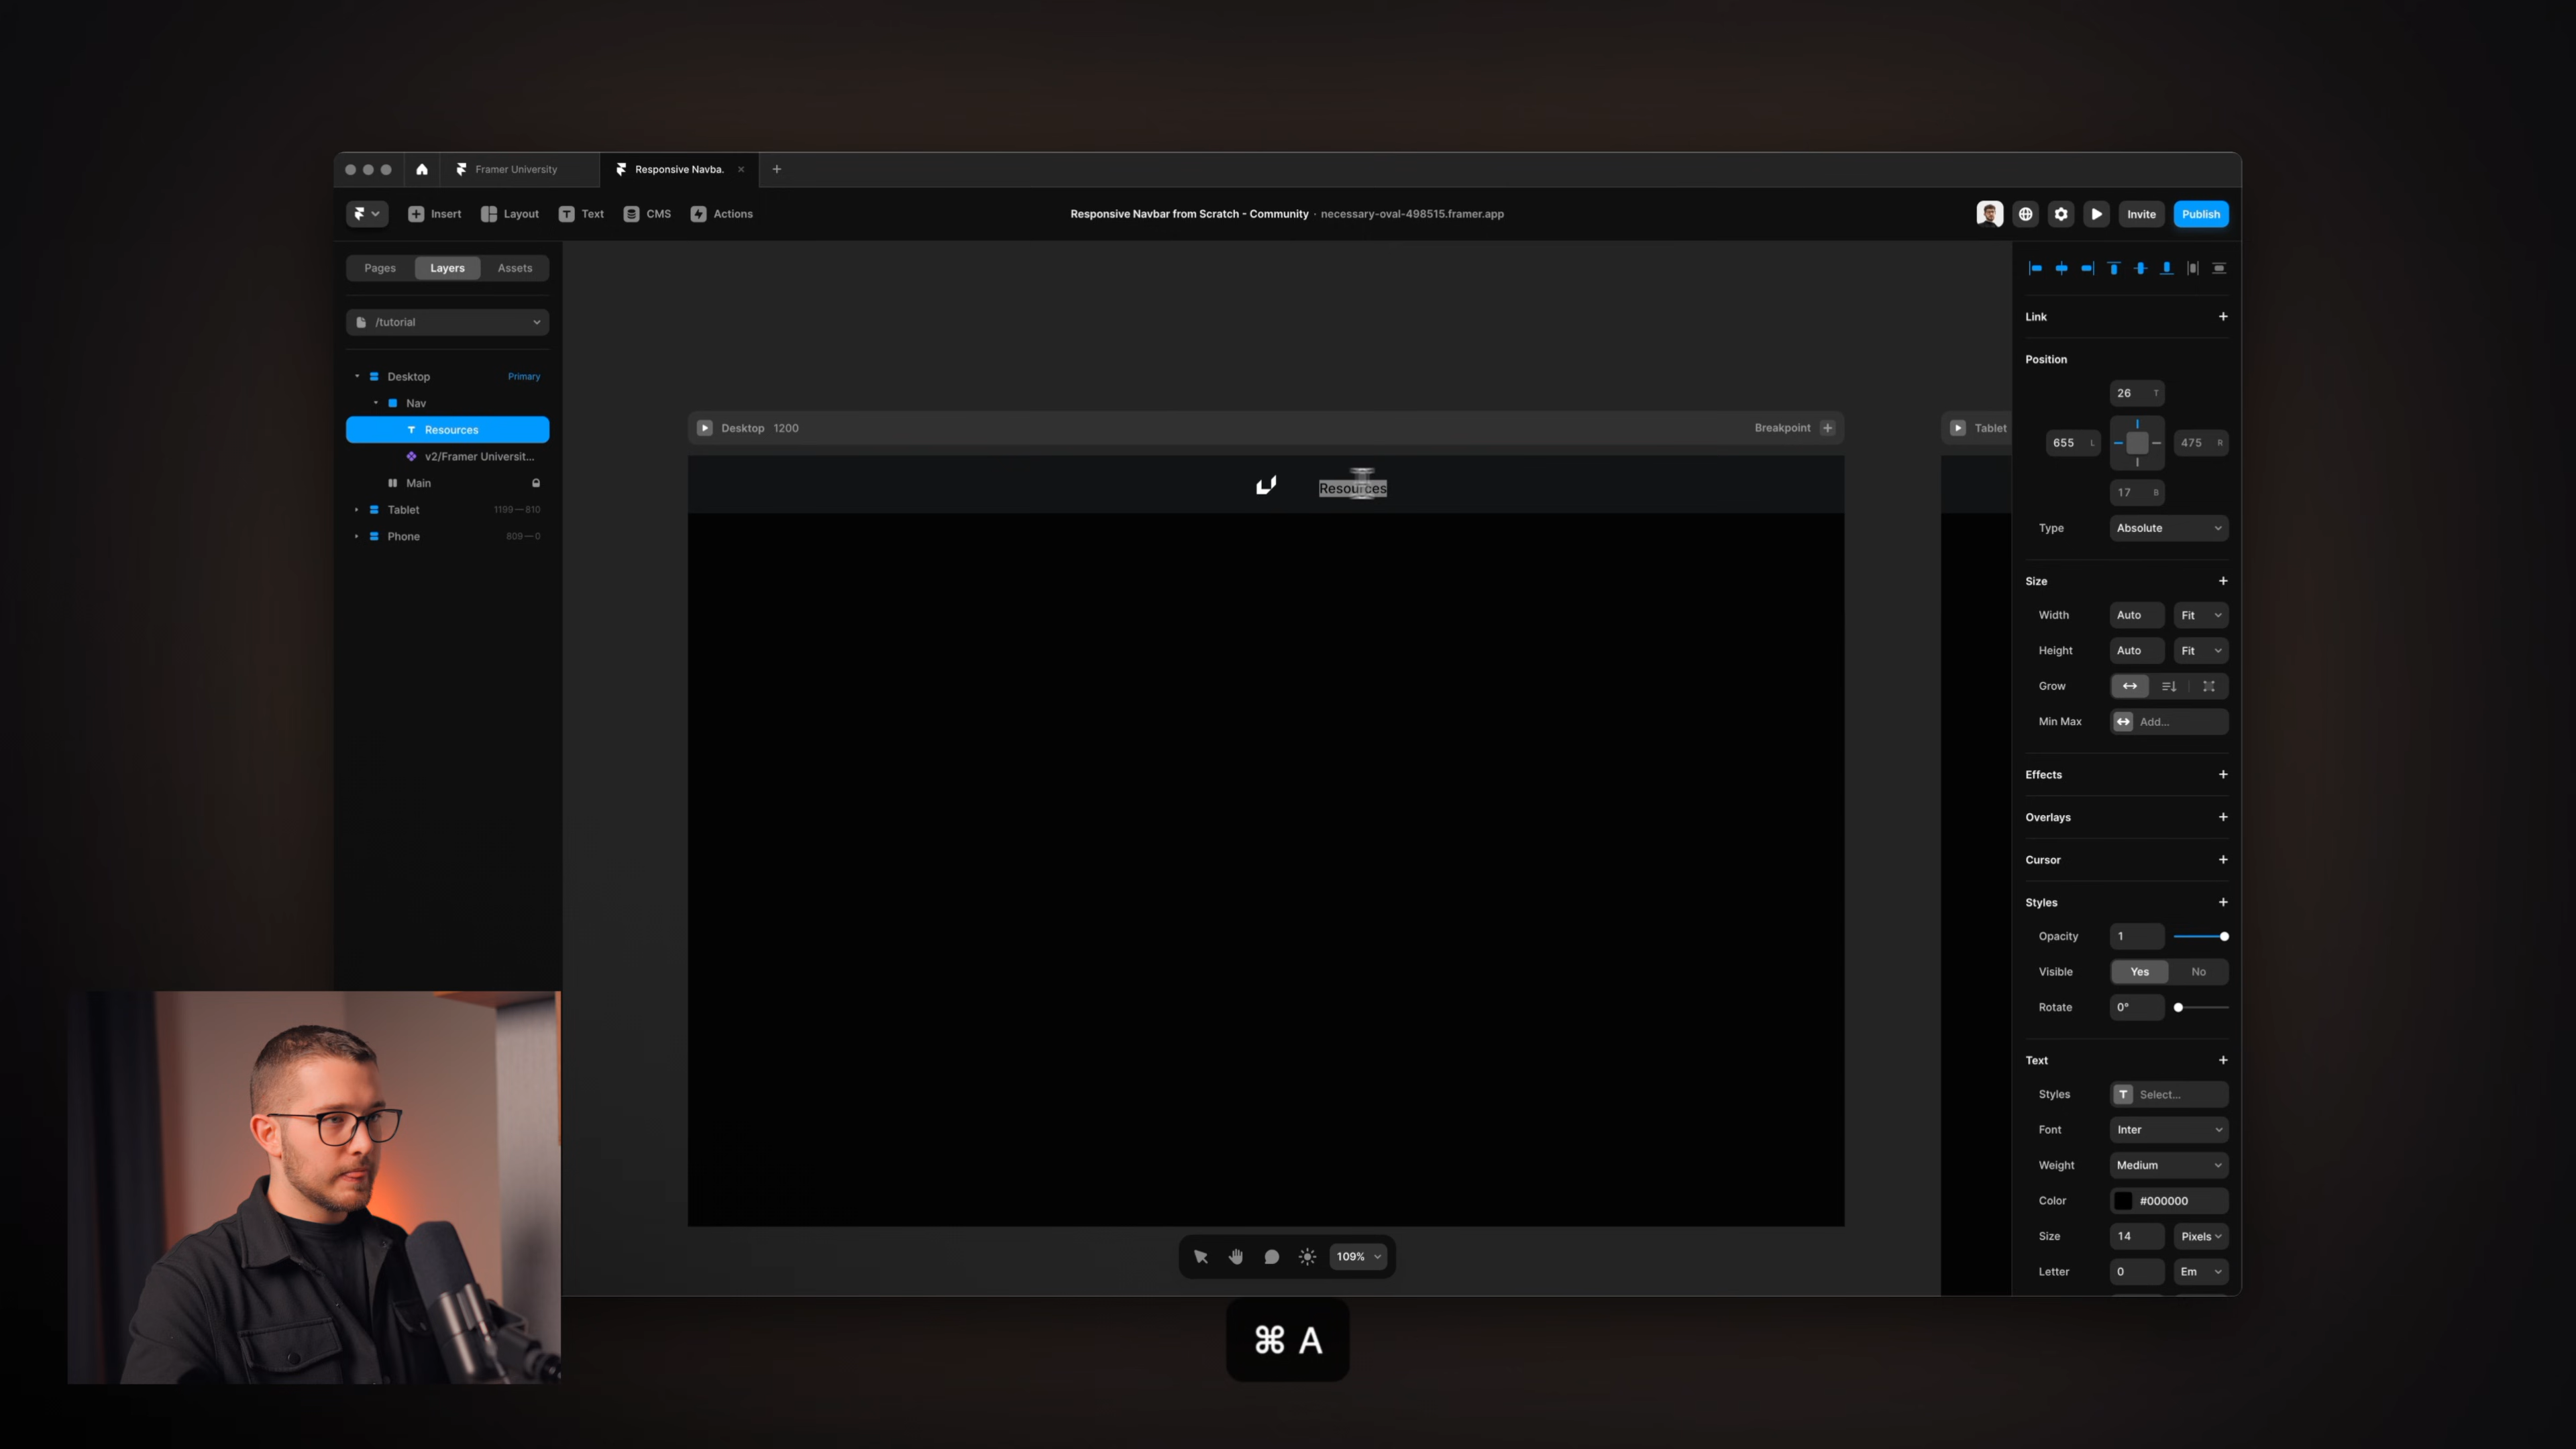 Framer University
Responsive Navba.
Insert
Layout
Text
CMS
Actions
Responsive Navbar from Scratch - Community · necessary-oval-498515.framer.app
Invite
Publish
Pages
Layers
Assets
/tutorial
Desktop
Primary
Nav
Resources
v2/Framer Universit...
Main
Tablet
1199—810
Phone
809—0
Desktop 1200
Breakpoint
Tablet
Resources
109%
Link
Position
26 T
655 L
475 R
17 B
Type
Absolute
Size
Width
Auto
Fit
Height
Auto
Fit
Grow
Min Max
Add...
Effects
Overlays
Cursor
Styles
Opacity
1
Visible
Yes
No
Rotate
0°
Text
Styles
Select...
Font
Inter
Weight
Medium
Color
#000000
Size
14
Pixels
Letter
0
Em
⌘ A